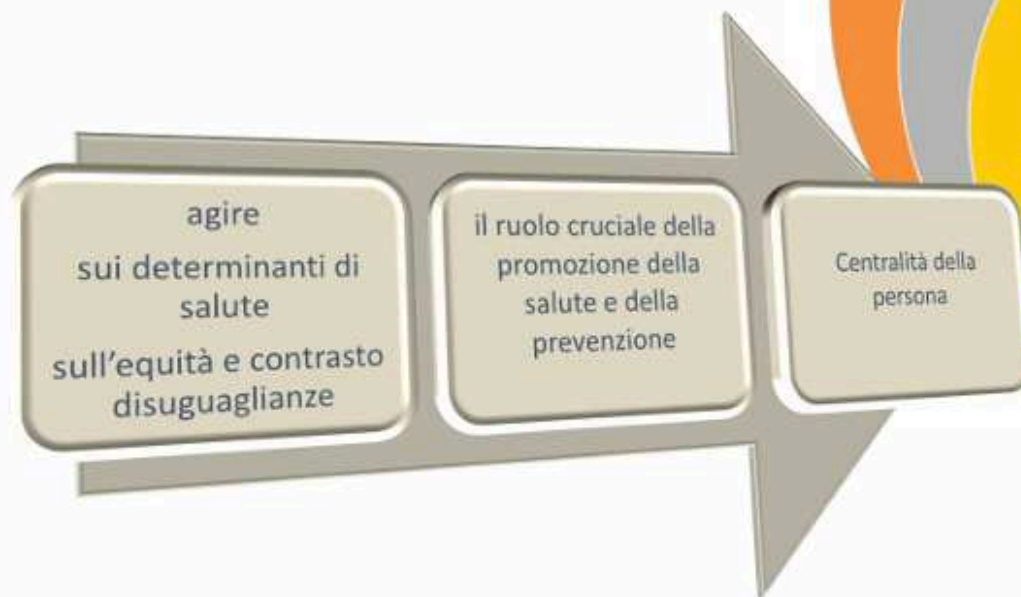 agire
sui determinanti di
salute
sull'equità e contrasto
disuguaglianze
il ruolo cruciale della
promozione della
salute e della
prevenzione
Centralità della
persona